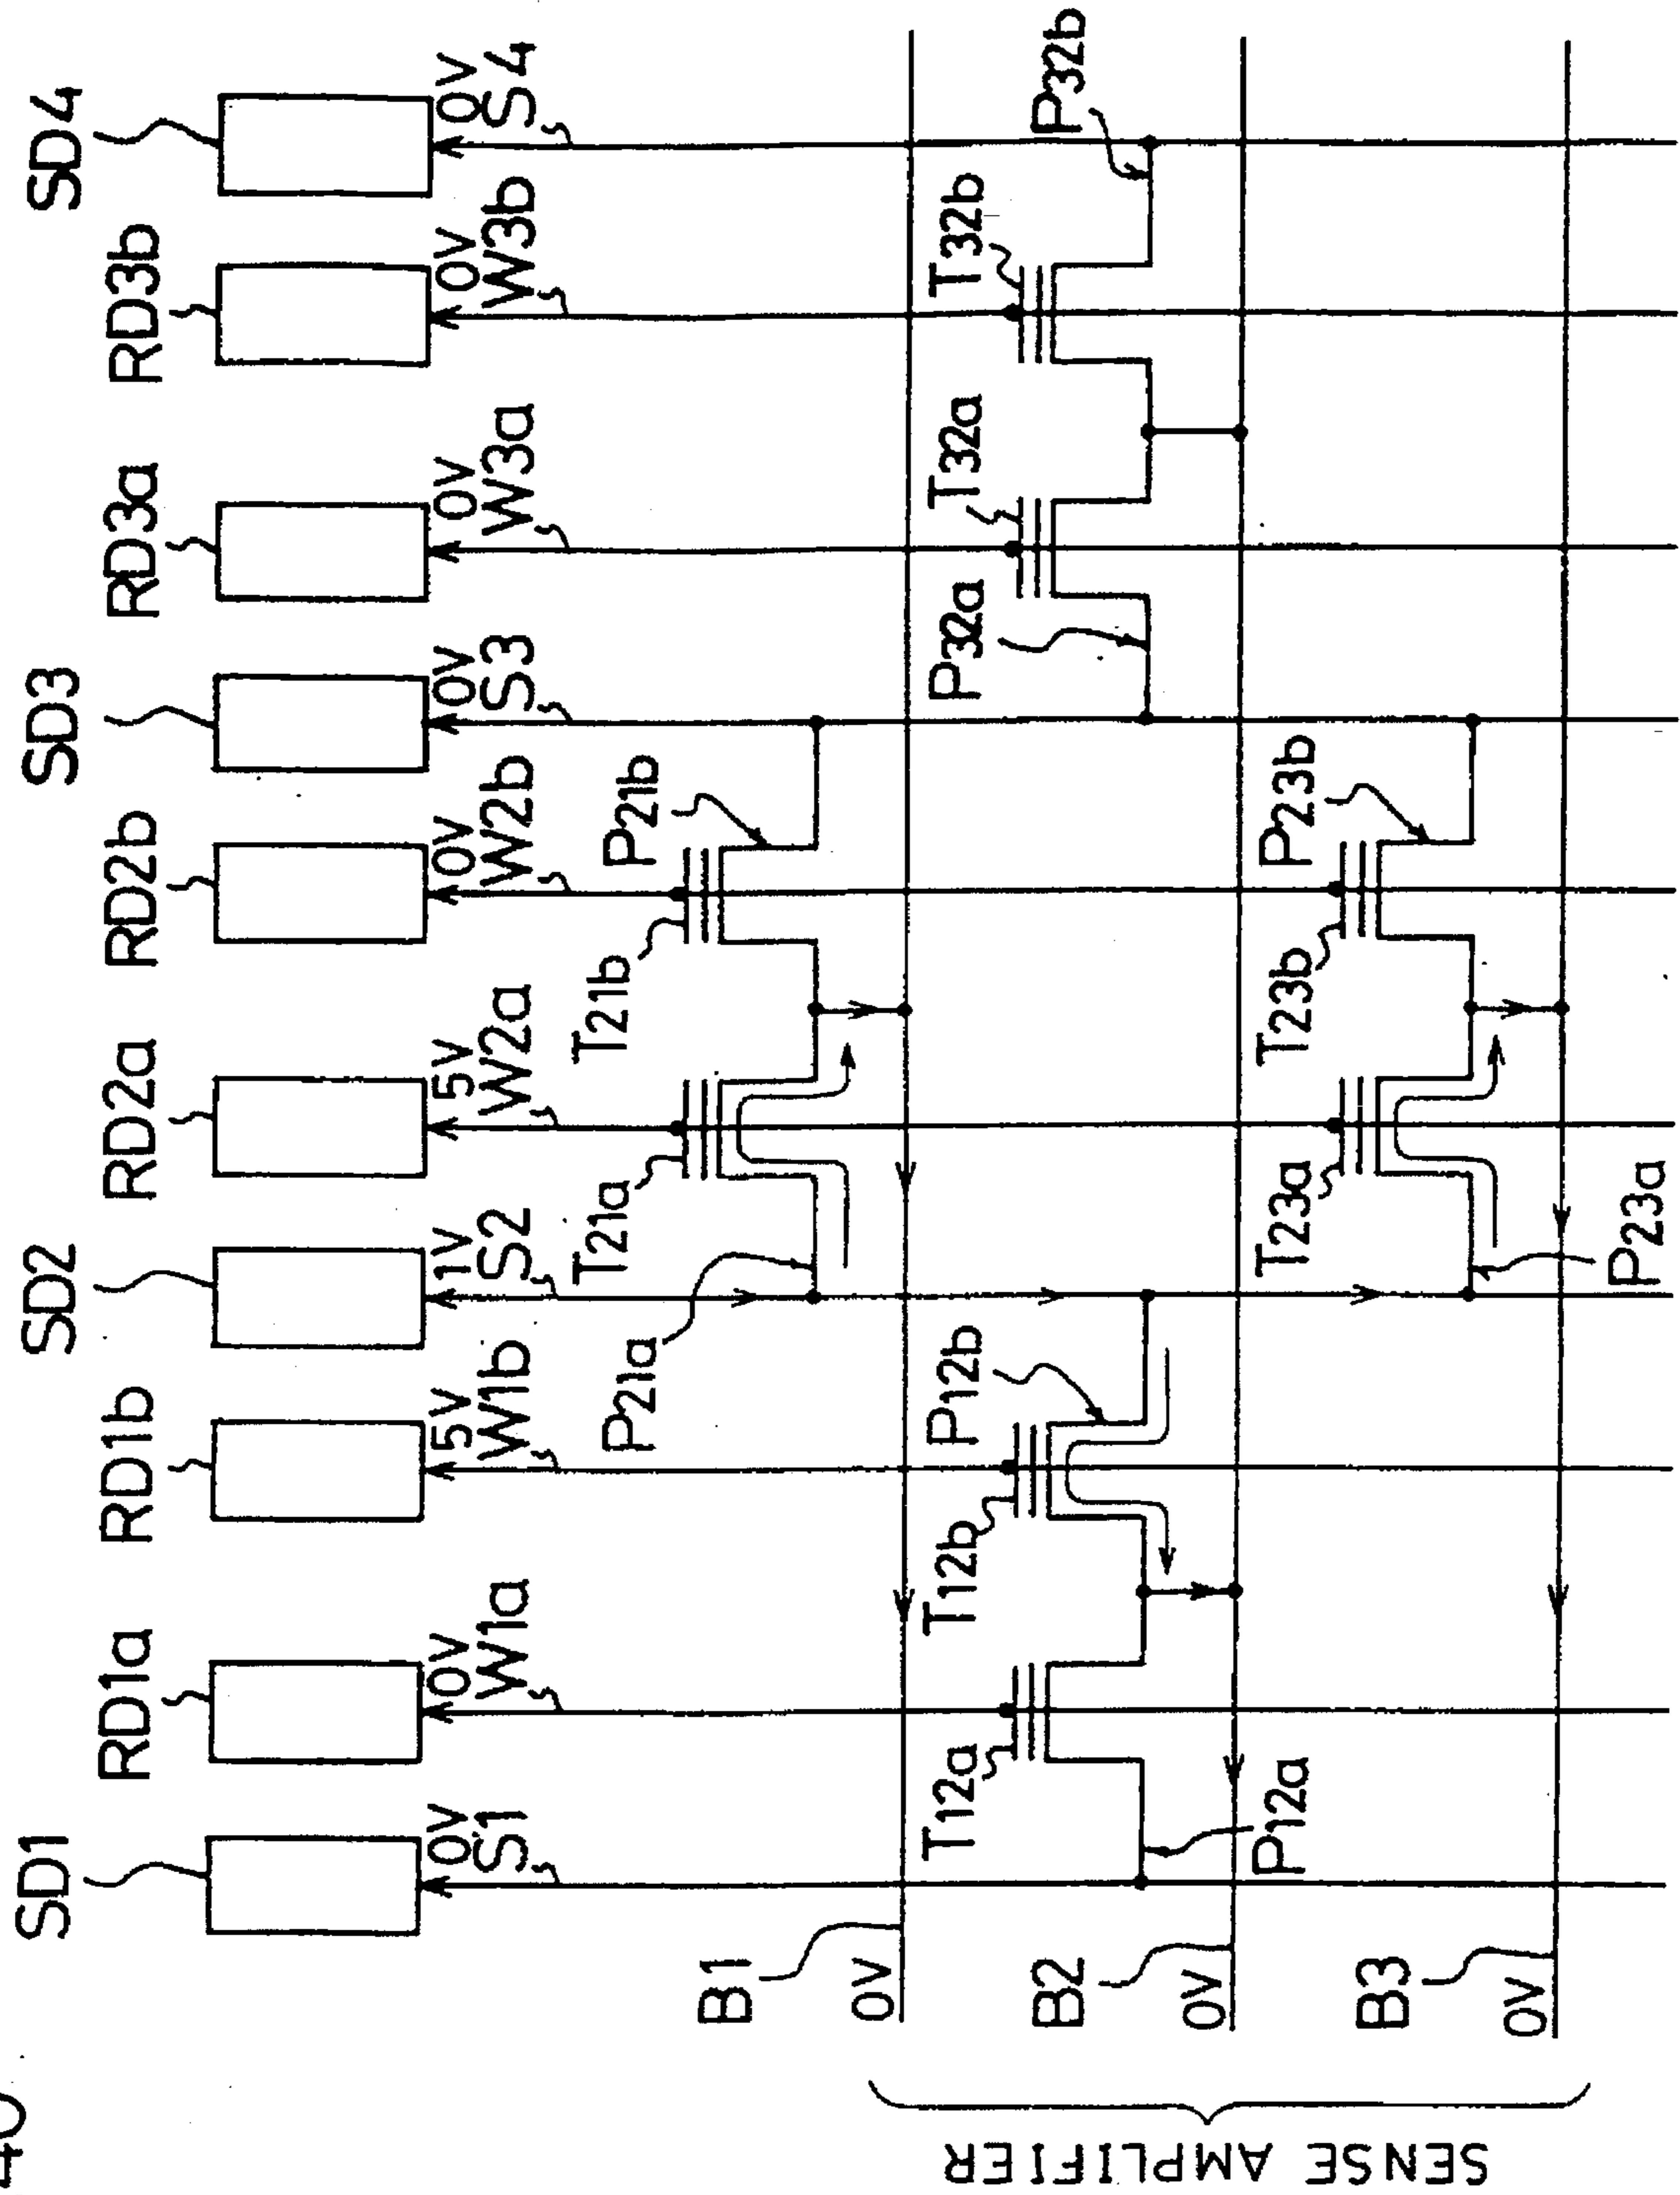 SD1
RD1a
RD1b
SD2
RD2a
RD2b
SD3
RD3a
RD3b
SD4
0V
S1
0V
W1a
5V
W1b
1V
S2
5V
W2a
0V
W2b
0V
S3
0V
W3a
0V
W3b
0V
S4
P21a
T21a
T21b
P21b
B1
0V
T12a
T12b
P12b
P32a
T32a
T32b
P32b
B2
0V
P12a
T23a
T23b
P23b
B3
0V
P23a
SENSE AMPLIFIER